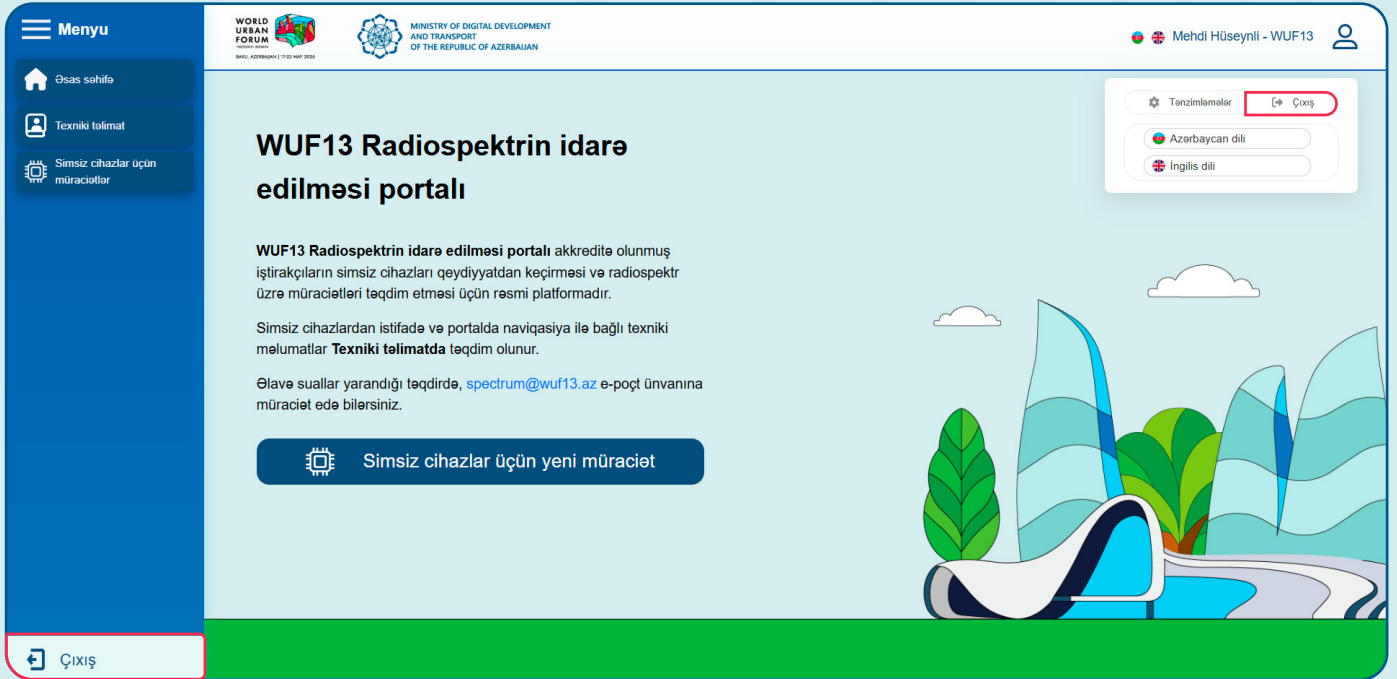 Menyu
Əsas səhifə
Texniki təlimat
Simsiz cihazlar üçün
müraciətlər
Çıxış
WORLD
URBAN
FORUM
BAKU, AZERBAIJAN | 17-22 MAY 2026
MINISTRY OF DIGITAL DEVELOPMENT
AND TRANSPORT
OF THE REPUBLIC OF AZERBAIJAN
Mehdi Hüseynli - WUF13
Tənzimləmələr
Çıxış
Azərbaycan dili
İngilis dili
WUF13 Radiospektrin idarə
edilməsi portalı
WUF13 Radiospektrin idarə edilməsi portalı akkreditə olunmuş
iştirakçıların simsiz cihazları qeydiyyatdan keçirməsi və radiospektr
üzrə müraciətləri təqdim etməsi üçün rəsmi platformadır.
Simsiz cihazlardan istifadə və portalda naviqasiya ilə bağlı texniki
məlumatlar Texniki təlimatda təqdim olunur.
Əlavə suallar yarandığı təqdirdə, spectrum@wuf13.az e-poçt ünvanına
müraciət edə bilərsiniz.
Simsiz cihazlar üçün yeni müraciət